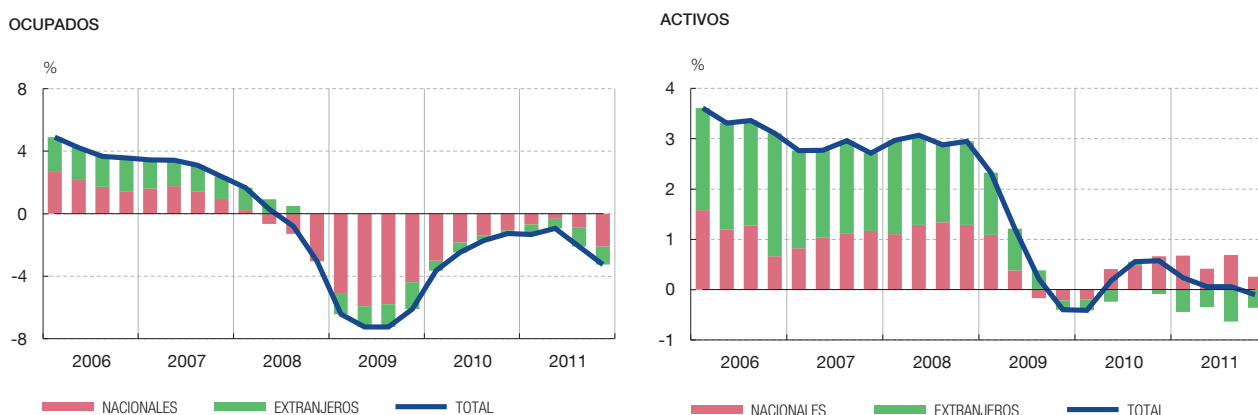 OCUPADOS
%
8
4
0
-4
-8
2006 2007 2008 2009 2010 2011
NACIONALES EXTRANJEROS TOTAL
ACTIVOS
%
4
3
2
1
0
-1
2006 2007 2008 2009 2010 2011
NACIONALES EXTRANJEROS TOTAL